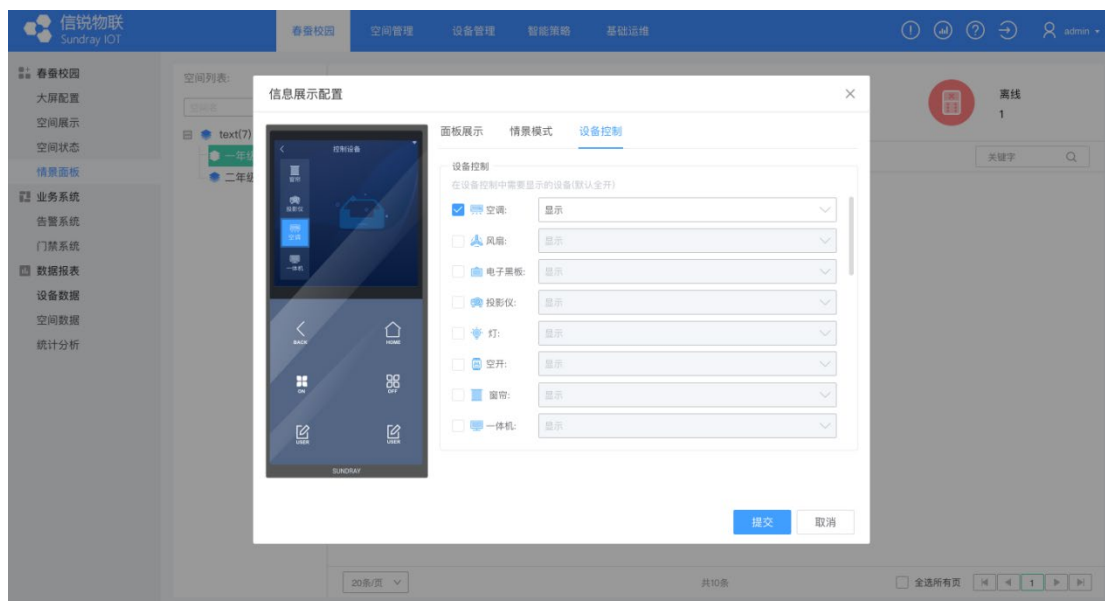 信锐物联
Sundray IOT
春蚕校园
空间管理
设备管理
智能策略
基础运维
admin
春蚕校园
大屏配置
空间展示
空间状态
情景面板
业务系统
告警系统
门禁系统
数据报表
设备数据
空间数据
统计分析
空间列表:
text(7)
一年级
二年级
离线
1
关键字
信息展示配置
面板展示
情景模式
设备控制
控制设备
窗帘
投影仪
空调
一体机
BACK
HOME
ON
OFF
USER
USER
SUNDRAY
设备控制
在设备控制中需要显示的设备(默认全开)
空调:
显示
风扇:
显示
电子黑板:
显示
投影仪:
显示
灯:
显示
空开:
显示
窗帘:
显示
一体机:
显示
提交
取消
20条/页
共10条
全选所有页
1